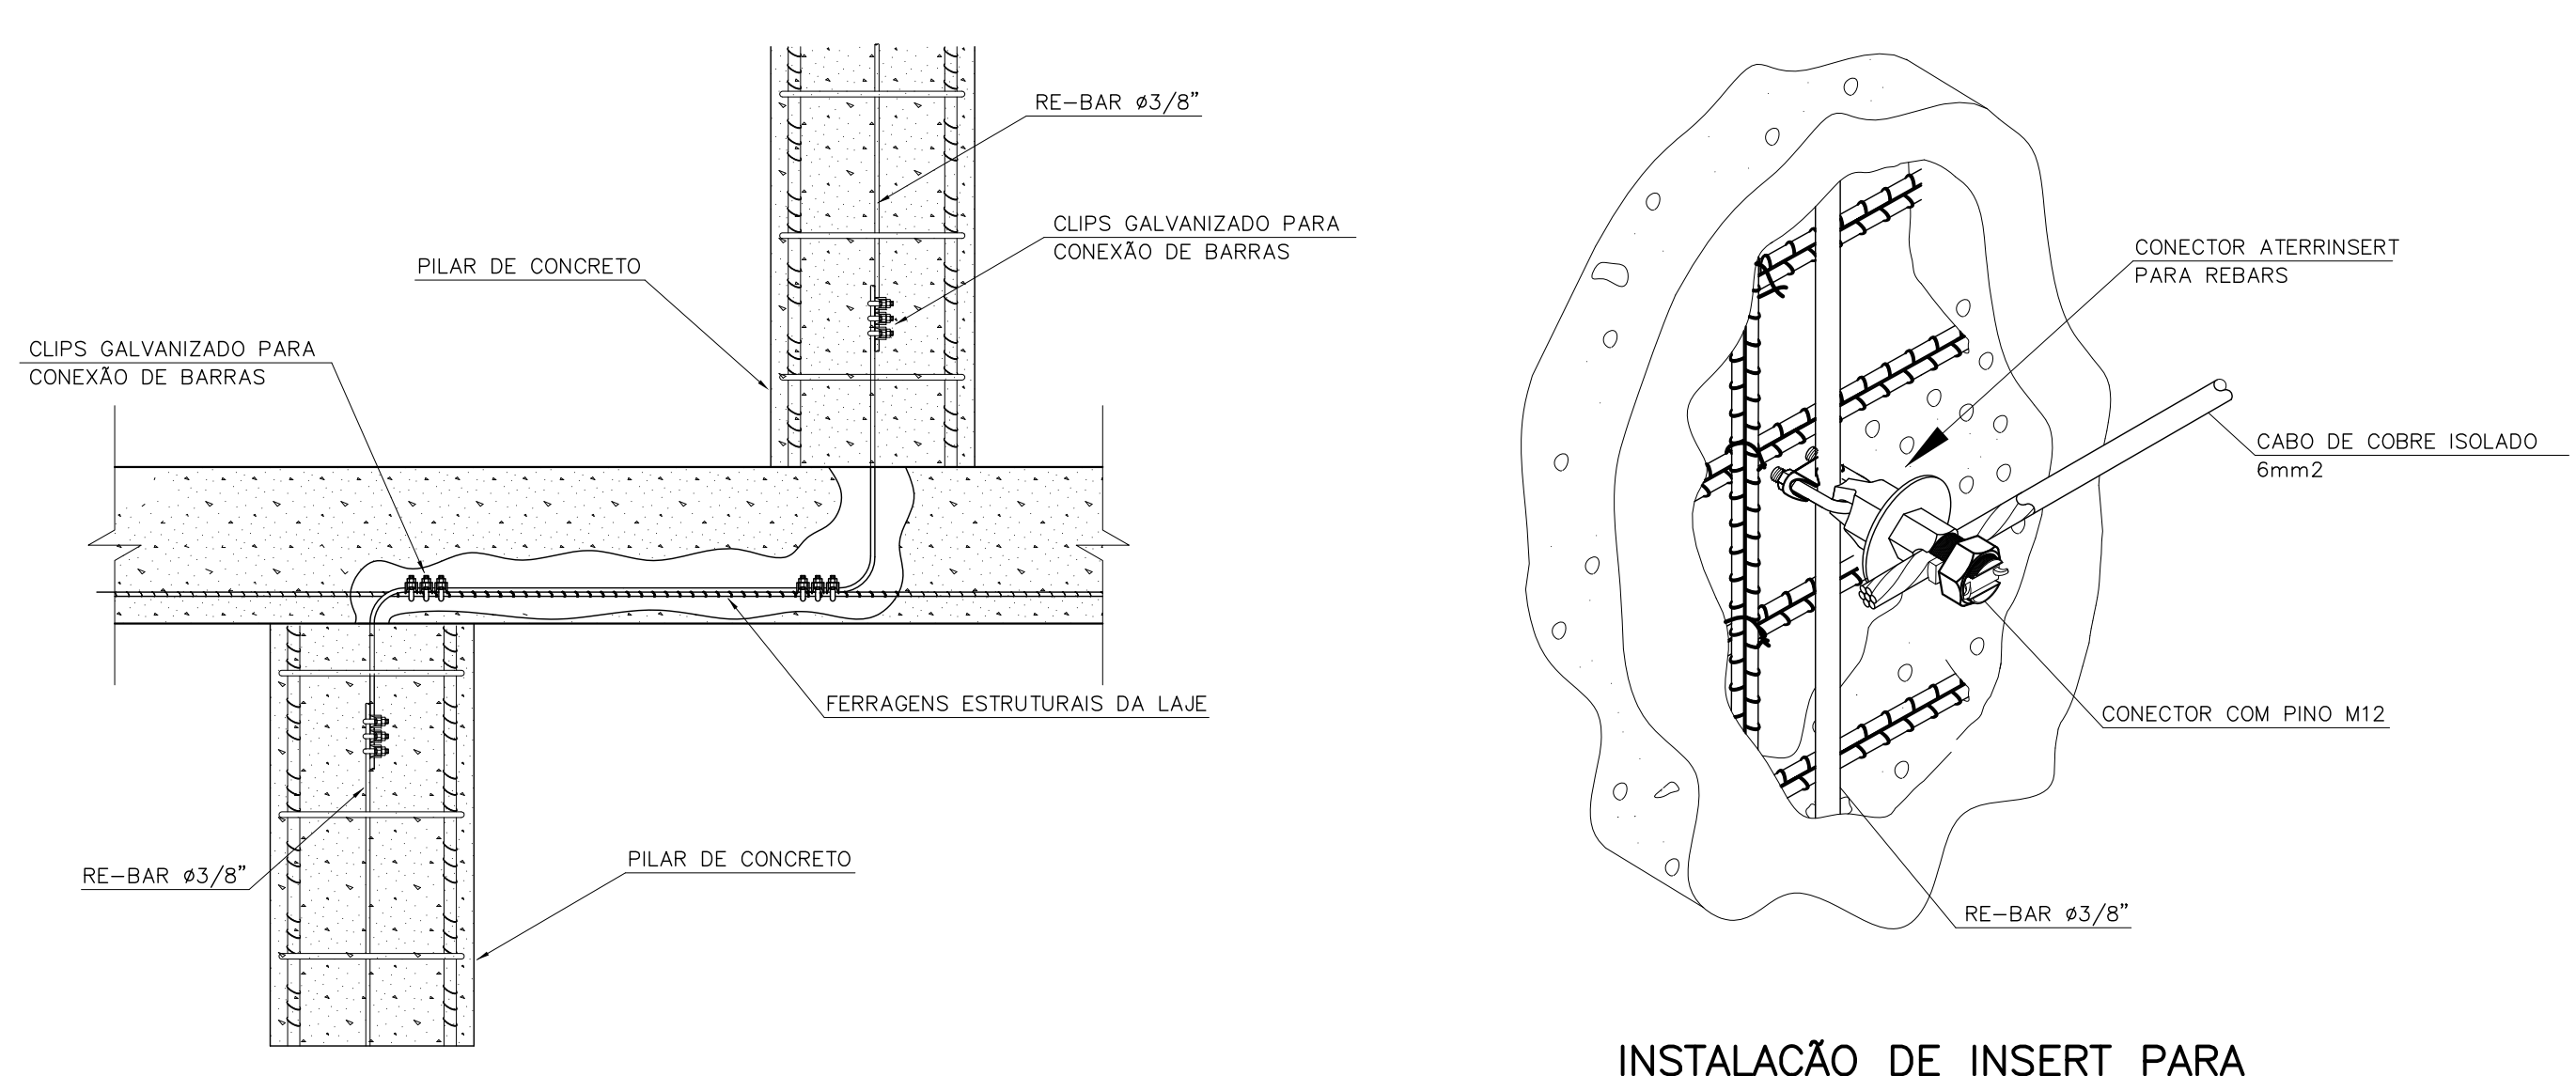 RE-BAR ø3/8"
CLIPS GALVANIZADO PARA
CONEXÃO DE BARRAS
PILAR DE CONCRETO
CLIPS GALVANIZADO PARA
CONEXÃO DE BARRAS
FERRAGENS ESTRUTURAIS DA LAJE
PILAR DE CONCRETO
RE-BAR ø3/8"
CONECTOR ATERRINSERT
PARA REBARS
CABO DE COBRE ISOLADO
6mm2
CONECTOR COM PINO M12
RE-BAR ø3/8"
INSTALAÇÃO DE INSERT PARA